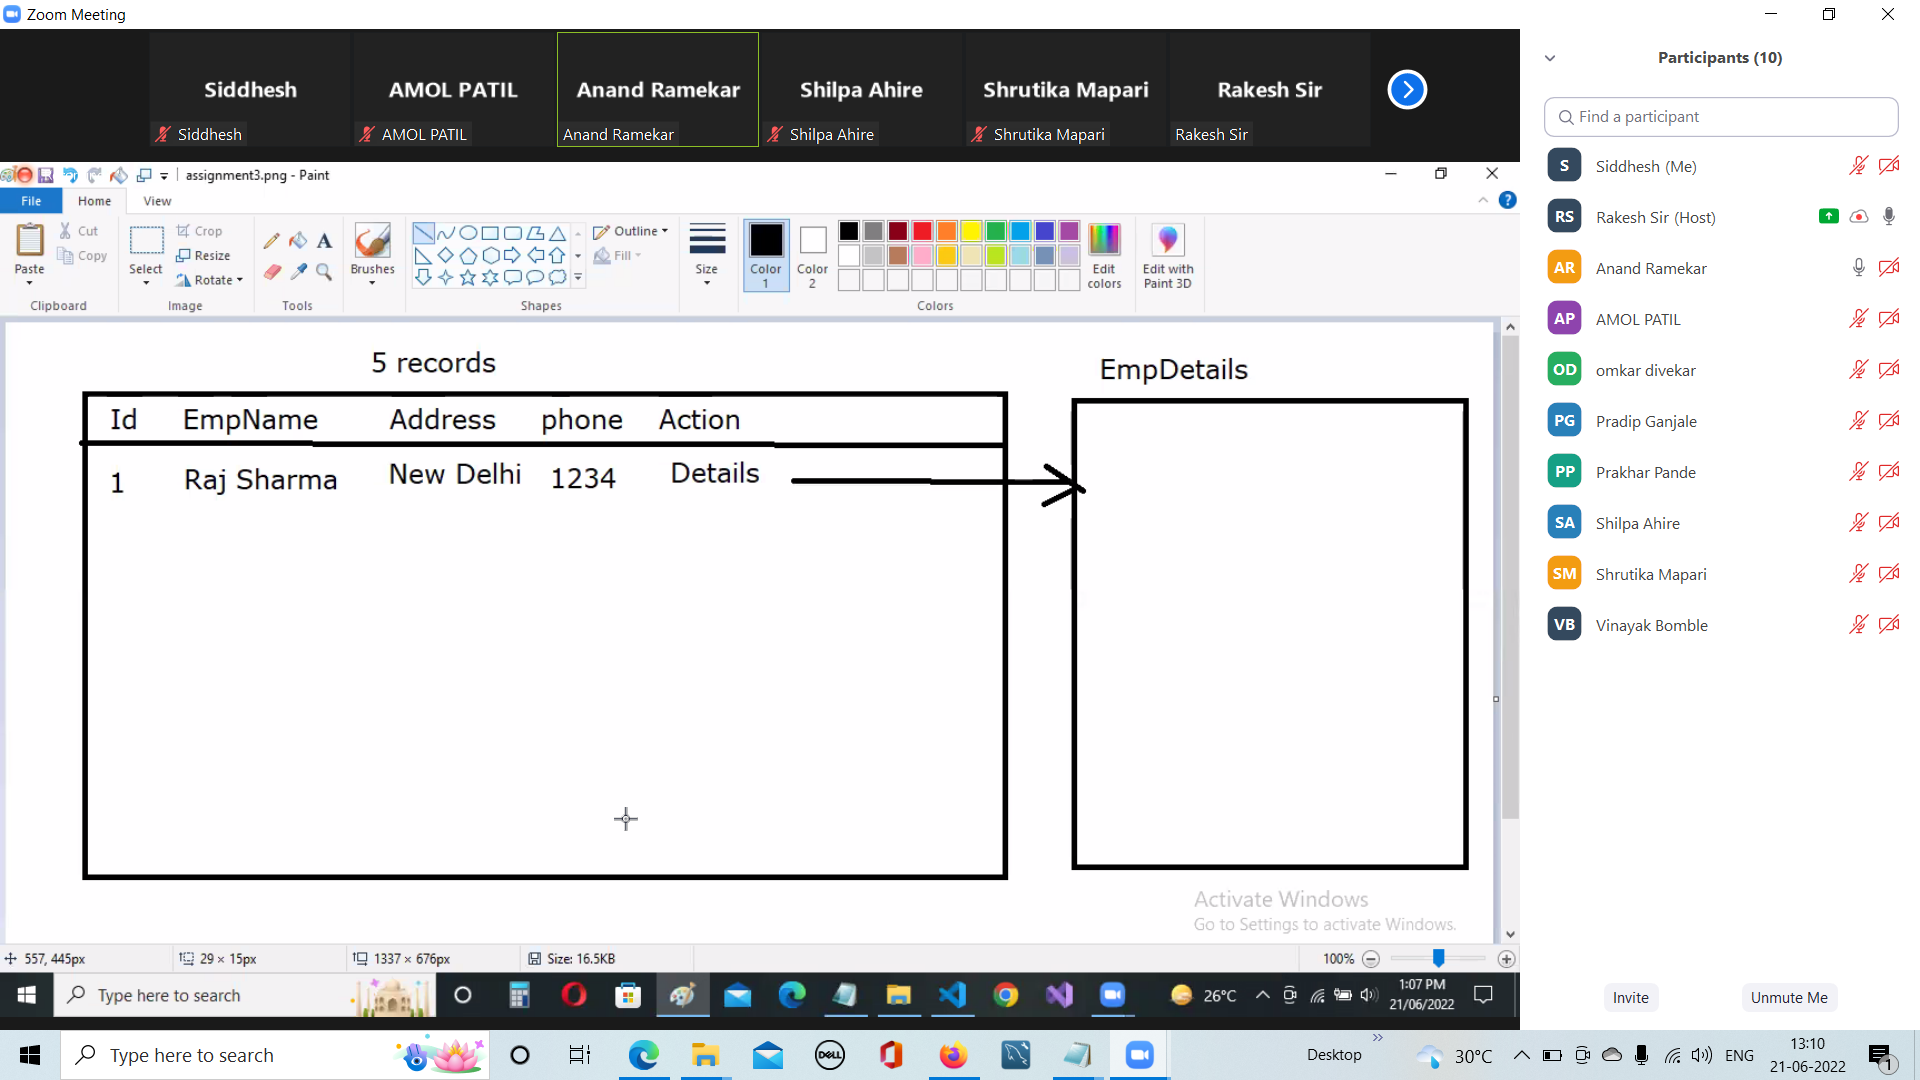 Zoom Meeting
Siddhesh AMOL PATIL Anand Ramekar Shilpa Ahire Shrutika Mapari Rakesh Sir
Siddhesh AMOL PATIL Anand Ramekar Shilpa Ahire Shrutika Mapari Rakesh Sir
assignment3.png - Paint
File Home View
Paste Cut Copy
Clipboard
Select Crop Resize Rotate
Image
A
Tools
Brushes
Outline Fill
Shapes
Size
Color 1 Color 2
Edit colors
Colors
Edit with Paint 3D
5 records
EmpDetails
Id EmpName Address phone Action
1 Raj Sharma New Delhi 1234 Details
Activate Windows
Go to Settings to activate Windows.
557, 445px 29 × 15px 1337 × 676px Size: 16.5KB 100%
Type here to search 26°C 1:07 PM
21/06/2022
Participants (10)
Find a participant
S Siddhesh (Me)
RS Rakesh Sir (Host)
AR Anand Ramekar
AP AMOL PATIL
OD omkar divekar
PG Pradip Ganjale
PP Prakhar Pande
SA Shilpa Ahire
SM Shrutika Mapari
VB Vinayak Bomble
Invite Unmute Me
Type here to search DELL Desktop 30°C ENG 13:10
21-06-2022
1